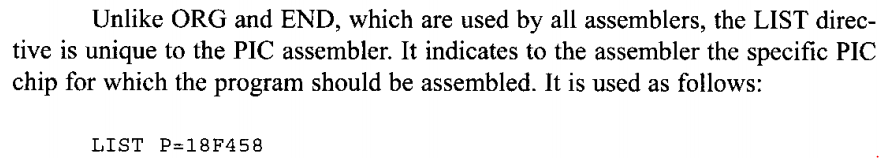 Unlike ORG and END, which are used by all assemblers, the LIST direc-
tive is unique to the PIC assembler. It indicates to the assembler the specific PIC
chip for which the program should be assembled. It is used as follows:
LIST P=18F458